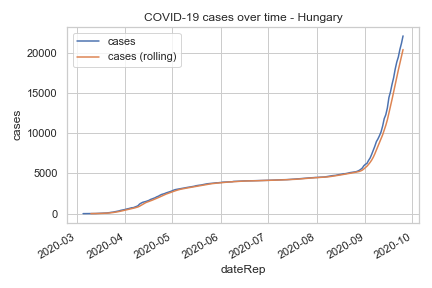 COVID-19 cases over time - Hungary
cases
cases (rolling)
20000
15000
10000
5000
0
cases
2020-03
2020-04
2020-05
2020-06
2020-07
2020-08
2020-09
2020-10
dateRep